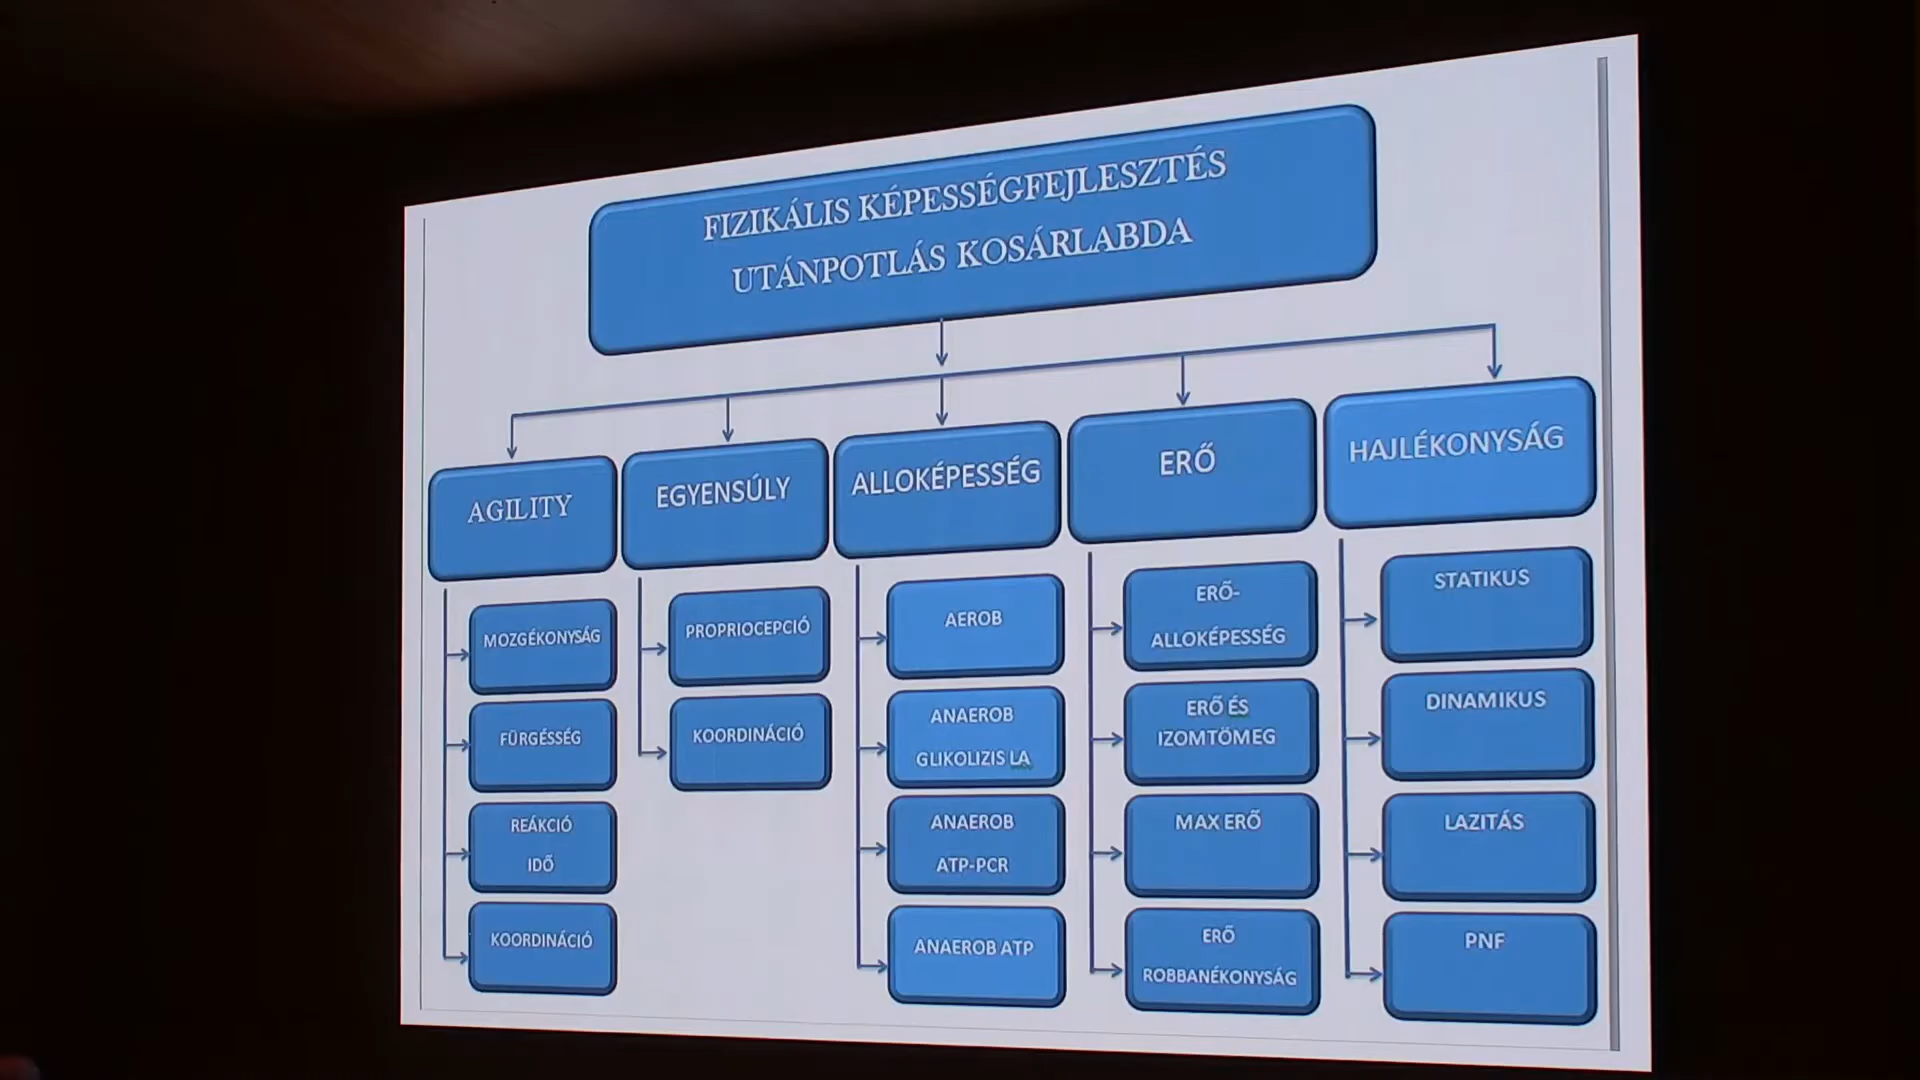 FIZIKÁLIS KÉPESSÉGFEJLESZTÉS
UTÁNPOTLÁS KOSÁRLABDA
AGILITY
MOZGÉKONYSÁG
FÜRGÉSSÉG
REÁKCIÓ
IDŐ
KOORDINÁCIÓ
EGYENSÚLY
PROPRIOCEPCIÓ
KOORDINÁCIÓ
ALLOKÉPESSÉG
AEROB
ANAEROB
GLIKOLIZIS LA
ANAEROB
ATP-PCR
ANAEROB ATP
ERŐ
ERŐ-
ALLOKÉPESSÉG
ERŐ ÉS
IZOMTÖMEG
MAX ERŐ
ERŐ
ROBBANÉKONYSÁG
HAJLÉKONYSÁG
STATIKUS
DINAMIKUS
LAZITÁS
PNF